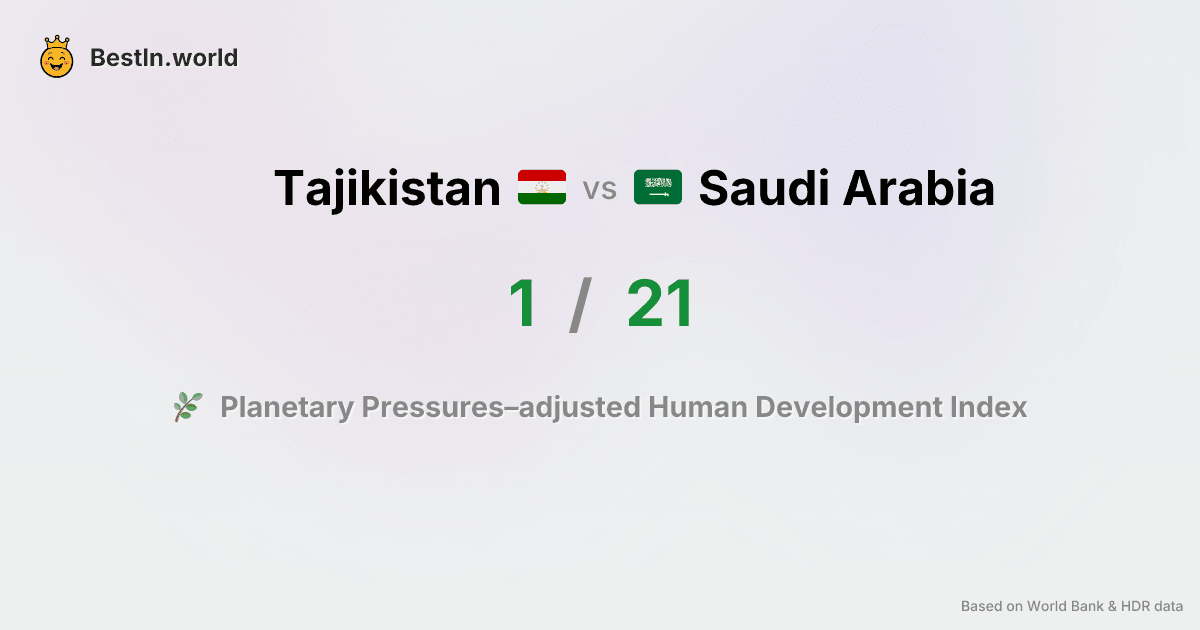 BestIn.world
Tajikistan vs Saudi Arabia
1 / 21
Planetary Pressures–adjusted Human Development Index
Based on World Bank & HDR data